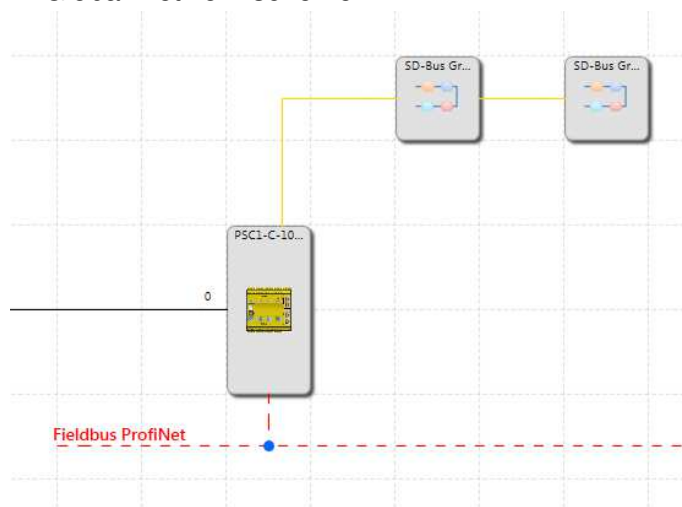 SD-Bus Gr...
SD-Bus Gr...
PSC1-C-10...
0
Fieldbus ProfiNet